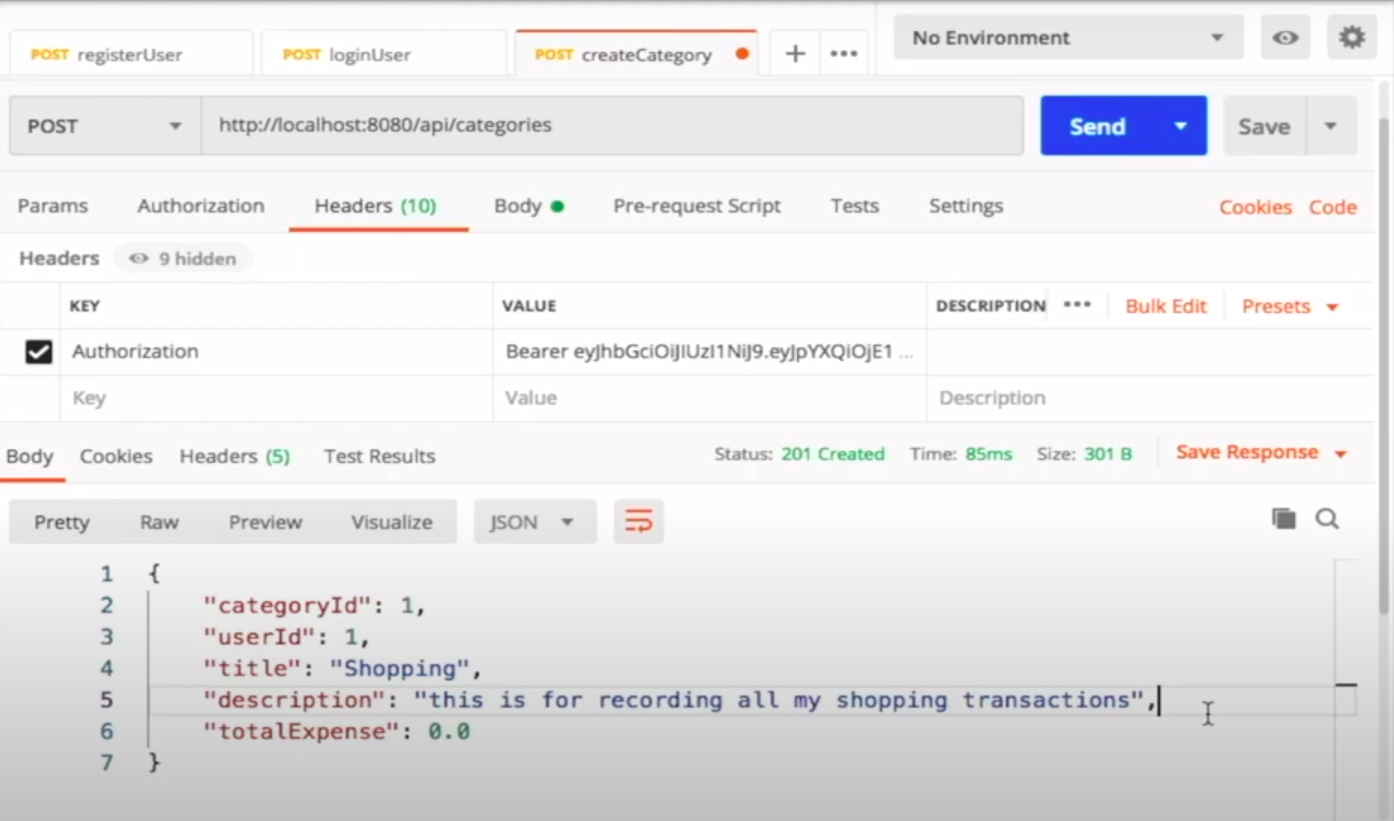 POST registerUser POST loginUser POST createCategory + ••• No Environment
POST http://localhost:8080/api/categories Send Save
Params Authorization Headers (10) Body Pre-request Script Tests Settings Cookies Code
Headers 9 hidden
KEY VALUE DESCRIPTION ••• Bulk Edit Presets
Authorization Bearer eyJhbGciOiJIUzI1NiJ9.eyJpYXQiOjE1 ...
Key Value Description
Body Cookies Headers (5) Test Results Status: 201 Created Time: 85ms Size: 301 B Save Response
Pretty Raw Preview Visualize JSON
1 {
2 "categoryId": 1,
3 "userId": 1,
4 "title": "Shopping",
5 "description": "this is for recording all my shopping transactions",
6 "totalExpense": 0.0
7 }